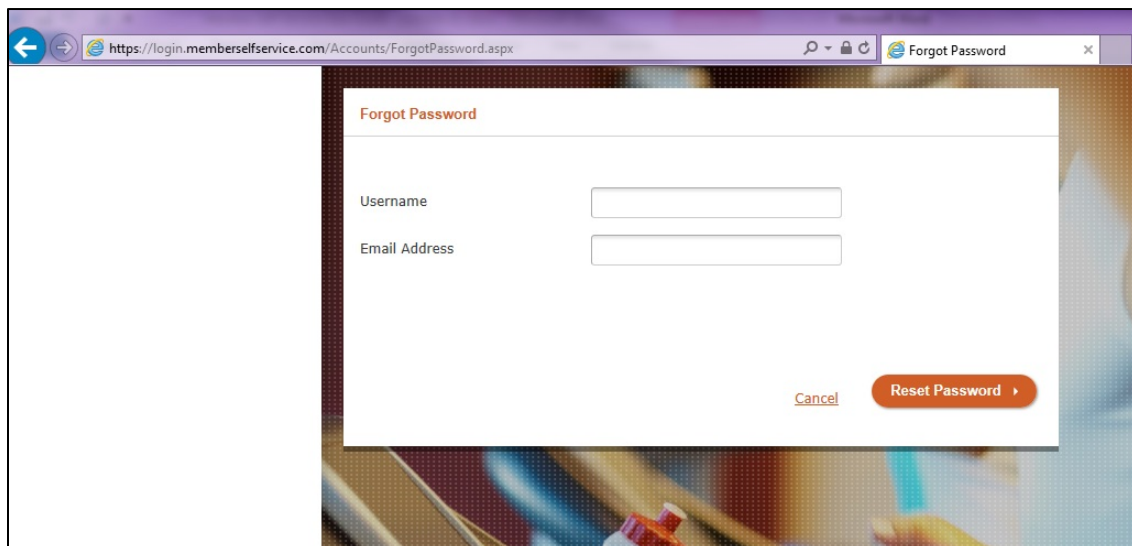 https://login.memberselfservice.com/Accounts/ForgotPassword.aspx
Forgot Password
Forgot Password
Username
Email Address
Cancel
Reset Password